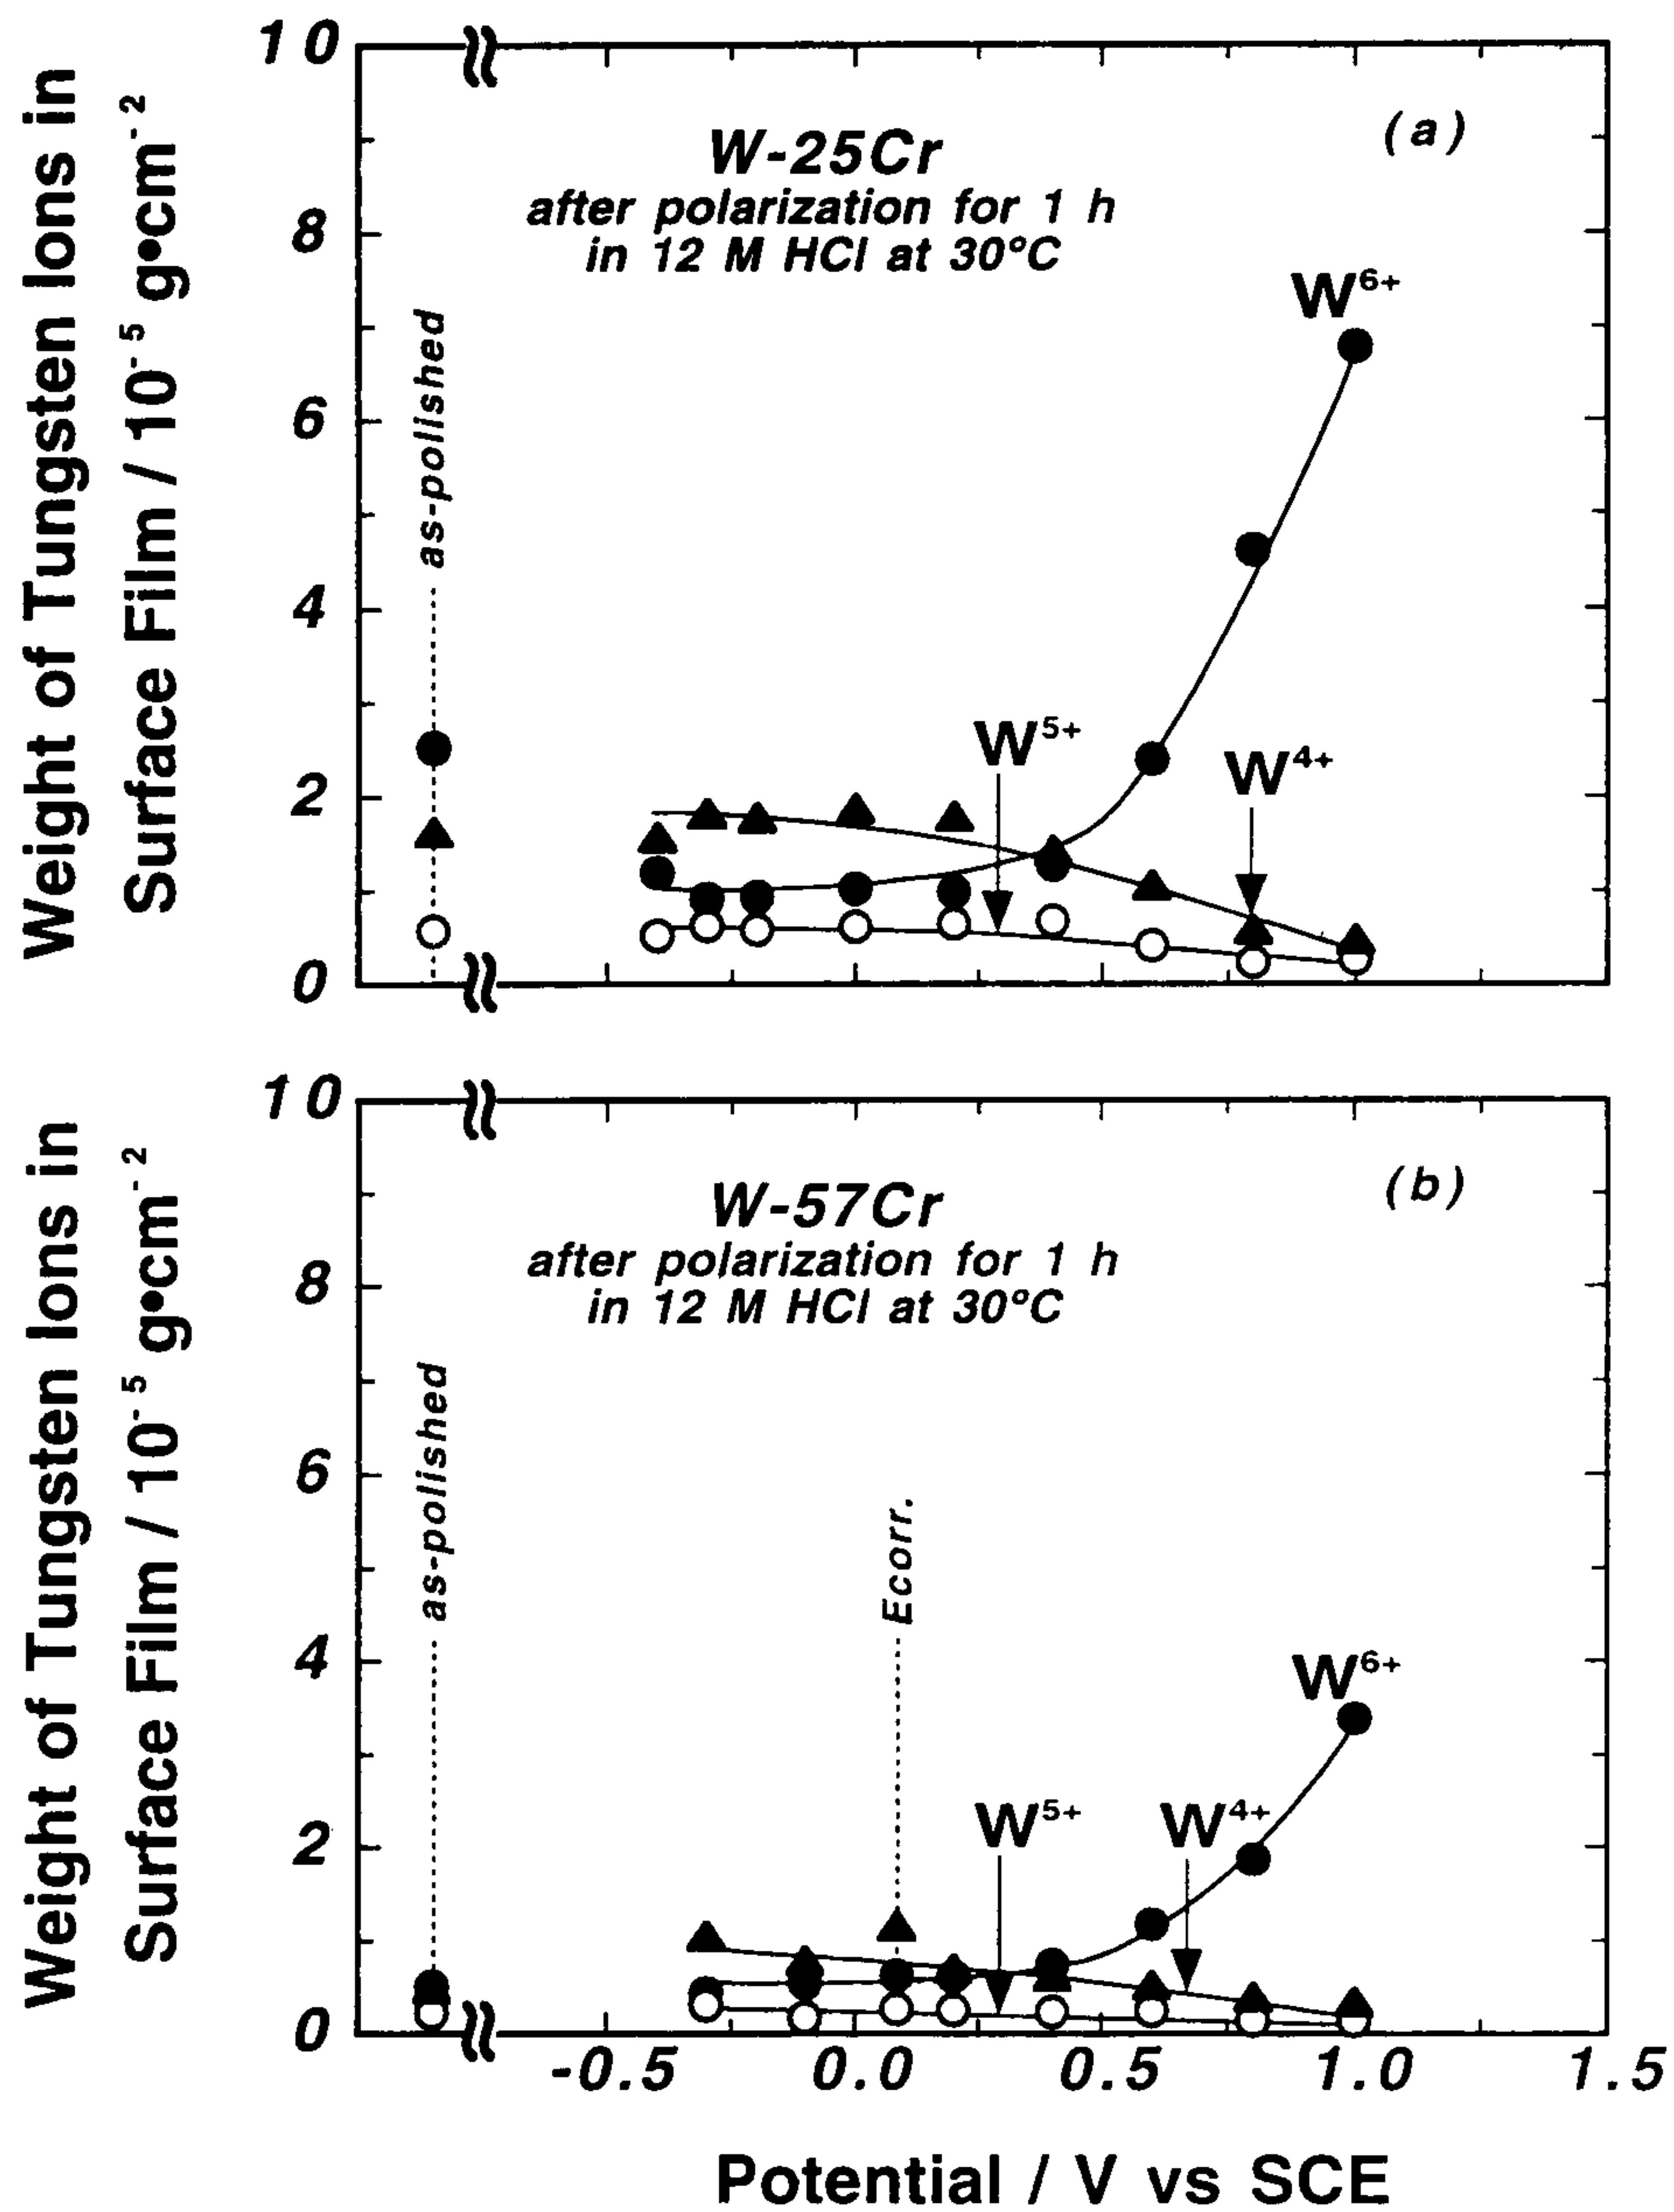 Weight of Tungsten Ions in
Surface Film / 10⁻⁵ g•cm⁻²
10
8
6
4
2
0
(a)
W-25Cr
after polarization for 1 h
in 12 M HCl at 30°C
as-polished
W⁶⁺
W⁵⁺
W⁴⁺
Weight of Tungsten Ions in
Surface Film / 10⁻⁵ g•cm⁻²
10
8
6
4
2
0
(b)
W-57Cr
after polarization for 1 h
in 12 M HCl at 30°C
as-polished
Ecorr.
W⁶⁺
W⁵⁺
W⁴⁺
-0.5 0.0 0.5 1.0 1.5
Potential / V vs SCE